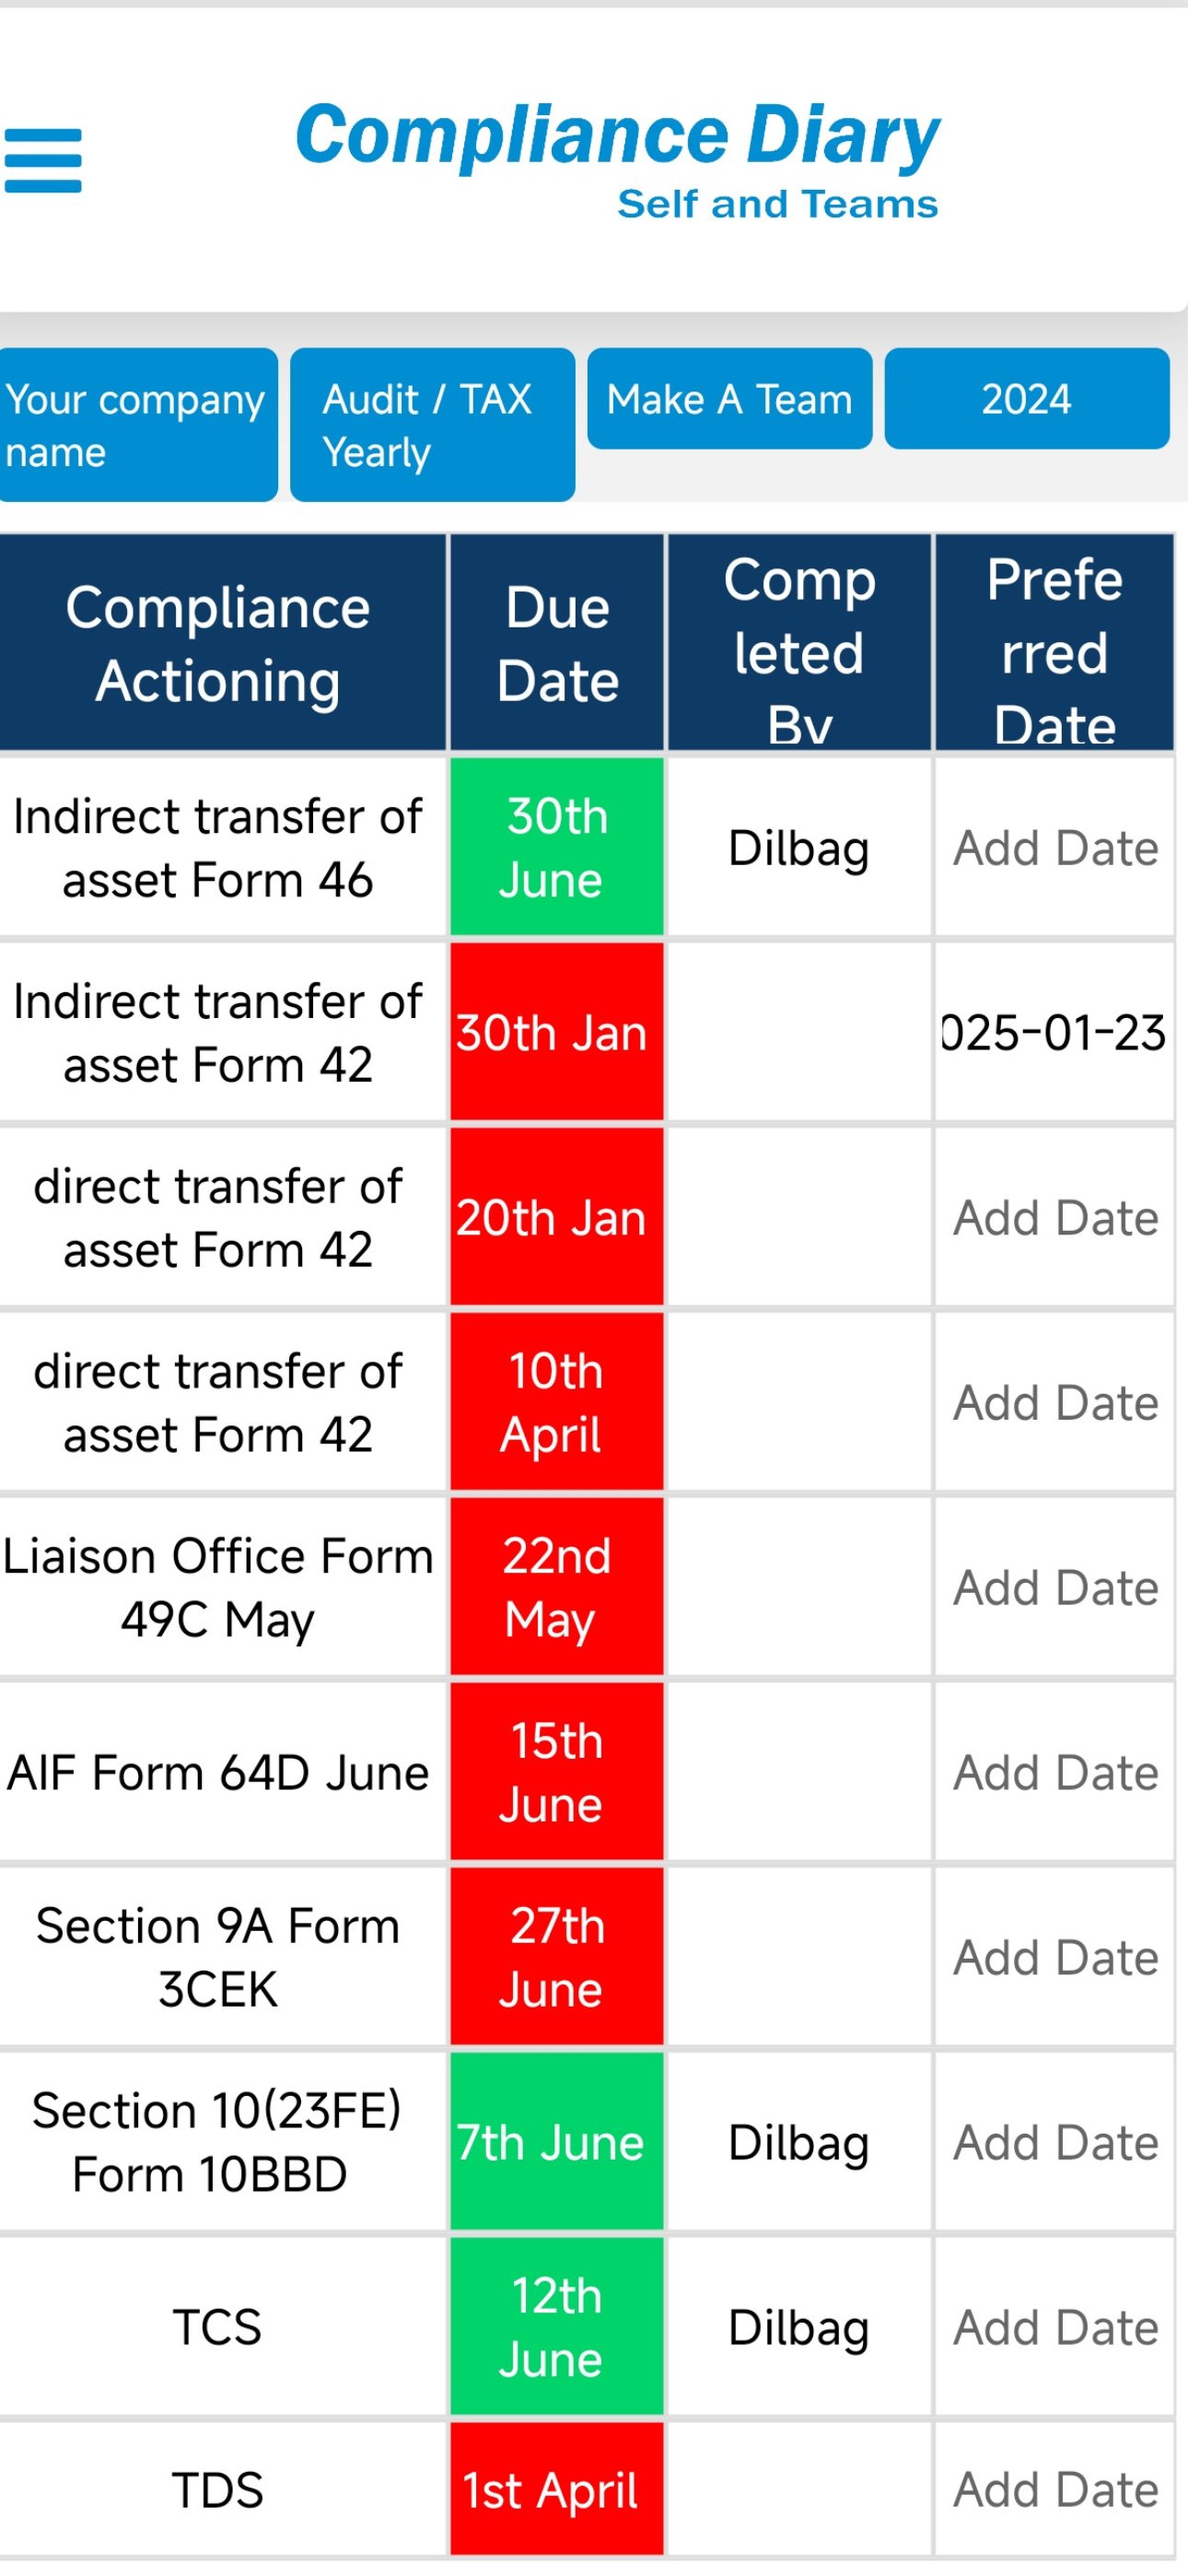 Compliance Diary
Self and Teams
Your company
name
Audit / TAX
Yearly
Make A Team
2024
Compliance
Actioning
Due
Date
Comp
leted
By
Prefe
rred
Date
Indirect transfer of
asset Form 46
30th
June
Dilbag
Add Date
Indirect transfer of
asset Form 42
30th Jan
025-01-23
direct transfer of
asset Form 42
20th Jan
Add Date
direct transfer of
asset Form 42
10th
April
Add Date
Liaison Office Form
49C May
22nd
May
Add Date
AIF Form 64D June
15th
June
Add Date
Section 9A Form
3CEK
27th
June
Add Date
Section 10(23FE)
Form 10BBD
7th June
Dilbag
Add Date
TCS
12th
June
Dilbag
Add Date
TDS
1st April
Add Date